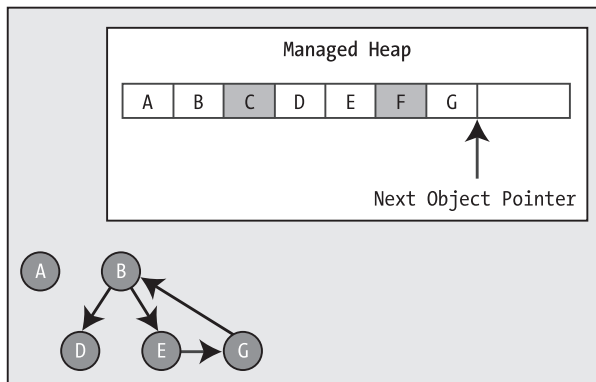 Managed Heap
A B C D E F G
Next Object Pointer
A B
D E G